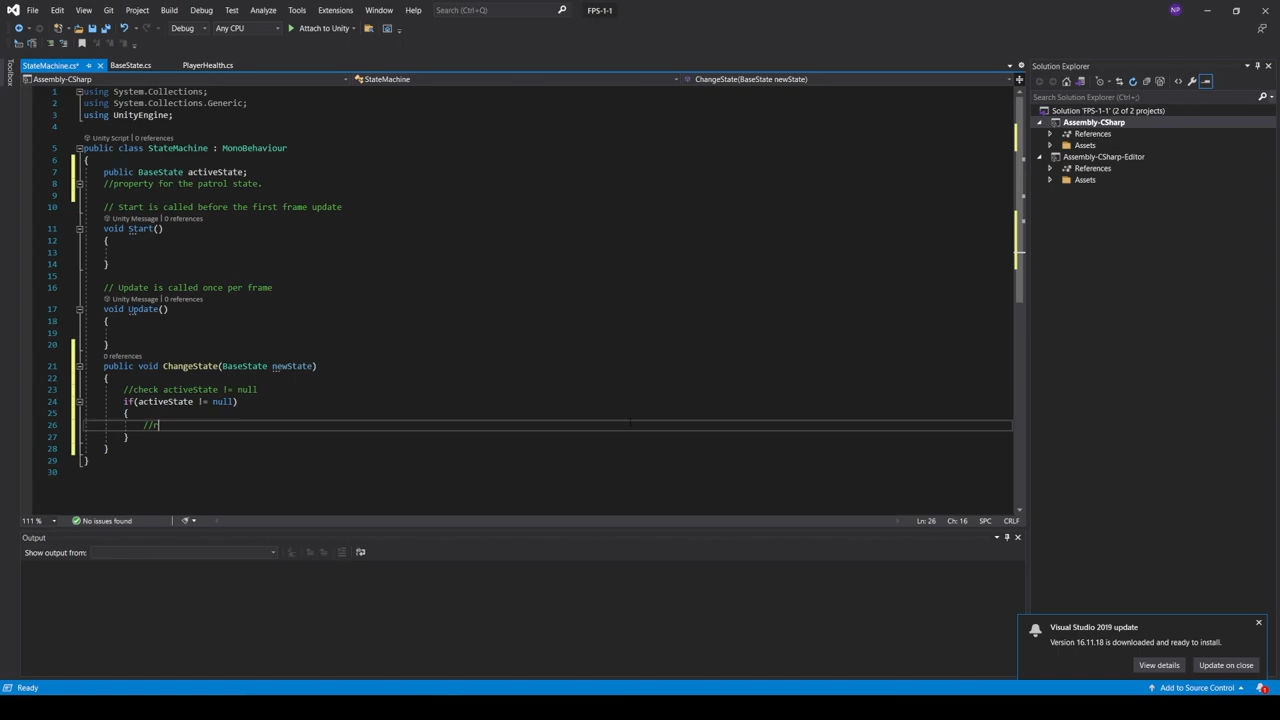 File Edit View Git Project Build Debug Test Analyze Tools Extensions Window Help Search (Ctrl+Q) FPS-1-1 NP
Debug Any CPU Attach to Unity
Toolbox
StateMachine.cs* BaseState.cs PlayerHealth.cs
Assembly-CSharp StateMachine ChangeState(BaseState newState)
1 using System.Collections;
2 using System.Collections.Generic;
3 using UnityEngine;
4
Unity Script | 0 references
5 public class StateMachine : MonoBehaviour
6 {
7 public BaseState activeState;
8 //property for the patrol state.
9
10 // Start is called before the first frame update
Unity Message | 0 references
11 void Start()
12 {
13
14 }
15
16 // Update is called once per frame
Unity Message | 0 references
17 void Update()
18 {
19
20 }
0 references
21 public void ChangeState(BaseState newState)
22 {
23 //check activeState != null
24 if(activeState != null)
25 {
26 //r
27 }
28 }
29 }
30
111 % No issues found Ln: 26 Ch: 16 SPC CRLF
Output
Show output from:
Solution Explorer
Search Solution Explorer (Ctrl+;)
Solution 'FPS-1-1' (2 of 2 projects)
Assembly-CSharp
References
Assets
Assembly-CSharp-Editor
References
Assets
Visual Studio 2019 update
Version 16.11.18 is downloaded and ready to install.
View details Update on close
Ready Add to Source Control 1